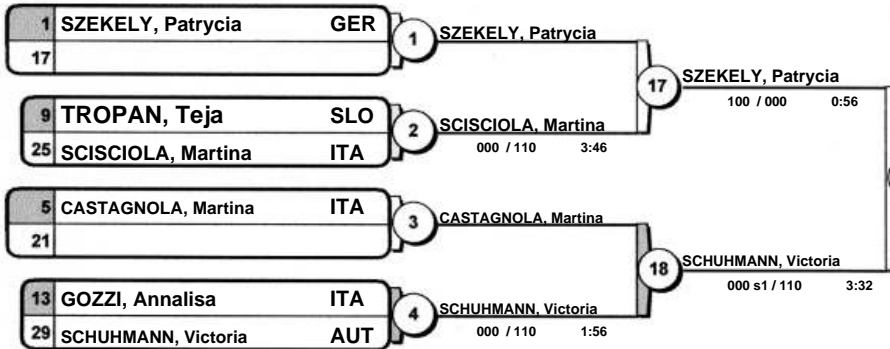 1 SZEKELY, Patrycia GER
17
1 SZEKELY, Patrycia
9 TROPAN, Teja SLO
25 SCISCIOLA, Martina ITA
2 SCISCIOLA, Martina
000 / 110 3:46
17 SZEKELY, Patrycia
100 / 000 0:56
5 CASTAGNOLA, Martina ITA
21
3 CASTAGNOLA, Martina
13 GOZZI, Annalisa ITA
29 SCHUHMANN, Victoria AUT
4 SCHUHMANN, Victoria
000 / 110 1:56
18 SCHUHMANN, Victoria
000 s1 / 110 3:32